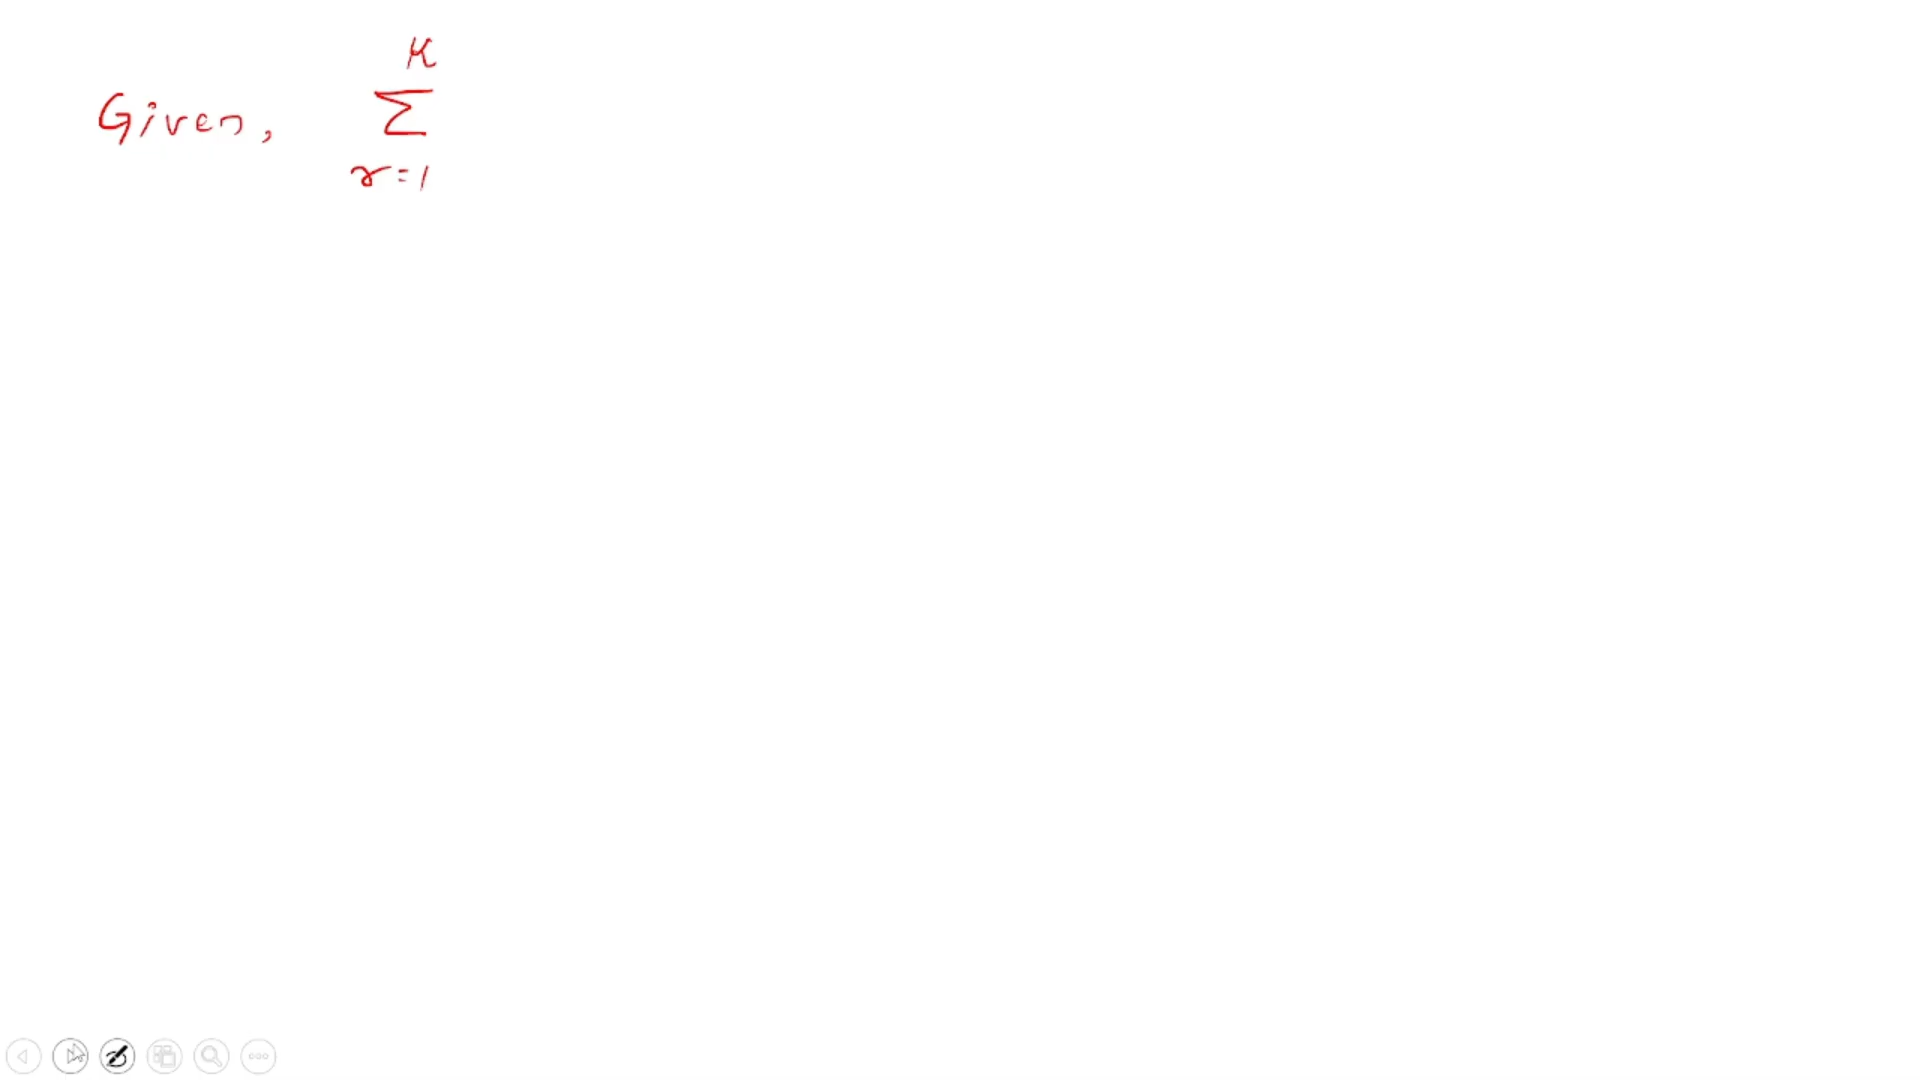 Given, K
∑
r=1